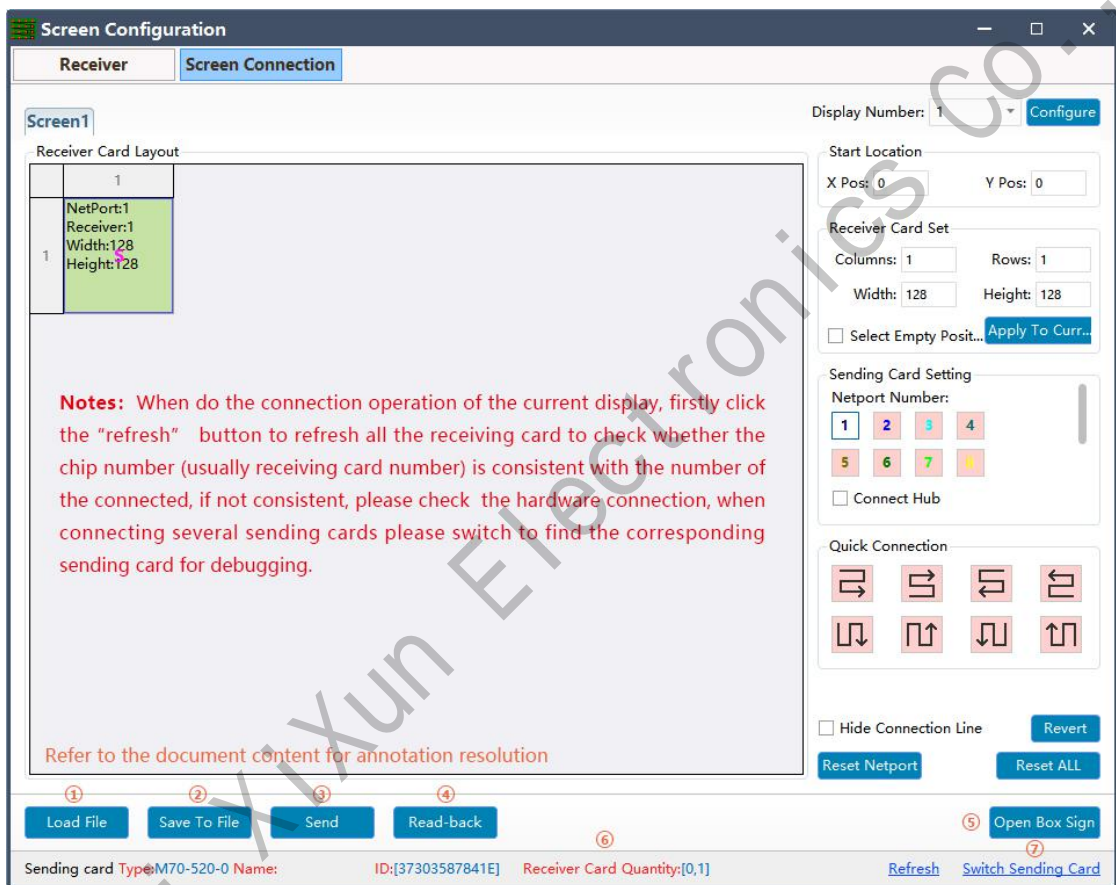 Screen Configuration
Receiver
Screen Connection
Screen1
Display Number: 1
Configure
Receiver Card Layout
1
1
NetPort:1
Receiver:1
Width:128
Height:128
S
Notes: When do the connection operation of the current display, firstly click
the “refresh” button to refresh all the receiving card to check whether the
chip number (usually receiving card number) is consistent with the number of
the connected, if not consistent, please check the hardware connection, when
connecting several sending cards please switch to find the corresponding
sending card for debugging.
Refer to the document content for annotation resolution
Start Location
X Pos: 0
Y Pos: 0
Receiver Card Set
Columns: 1
Rows: 1
Width: 128
Height: 128
Select Empty Posit...
Apply To Curr...
Sending Card Setting
Netport Number:
1 2 3 4
5 6 7 8
Connect Hub
Quick Connection
Hide Connection Line
Revert
Reset Netport
Reset ALL
① ② ③ ④
Load File
Save To File
Send
Read-back
⑤ Open Box Sign
⑥
⑦
Sending card Type:M70-520-0 Name:
ID:[37303587841E]
Receiver Card Quantity:[0,1]
Refresh
Switch Sending Card
XiXun Electronics Co.,